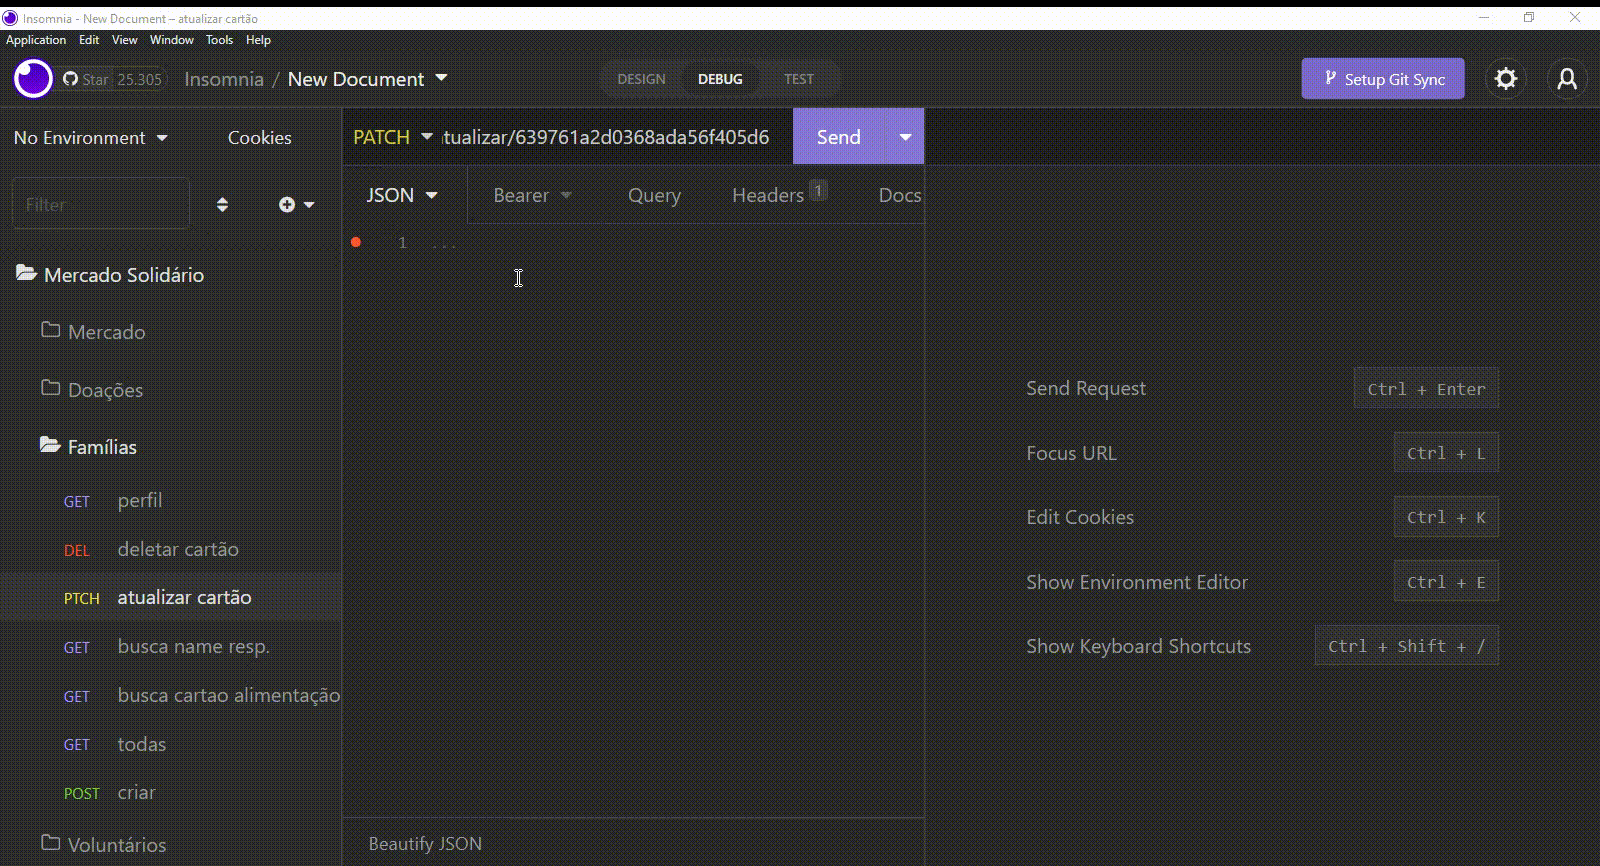 Insomnia - New Document – atualizar cartão
Application Edit View Window Tools Help
Star 25.305 Insomnia / New Document DESIGN DEBUG TEST Setup Git Sync
No Environment Cookies
PATCH tualizar/639761a2d0368ada56f405d6 Send
Filter
JSON Bearer Query Headers 1 Docs
1 ...
Mercado Solidário
Mercado
Doações
Famílias
GET perfil
DEL deletar cartão
PTCH atualizar cartão
GET busca name resp.
GET busca cartao alimentação
GET todas
POST criar
Voluntários
Beautify JSON
Send Request Ctrl + Enter
Focus URL Ctrl + L
Edit Cookies Ctrl + K
Show Environment Editor Ctrl + E
Show Keyboard Shortcuts Ctrl + Shift + /